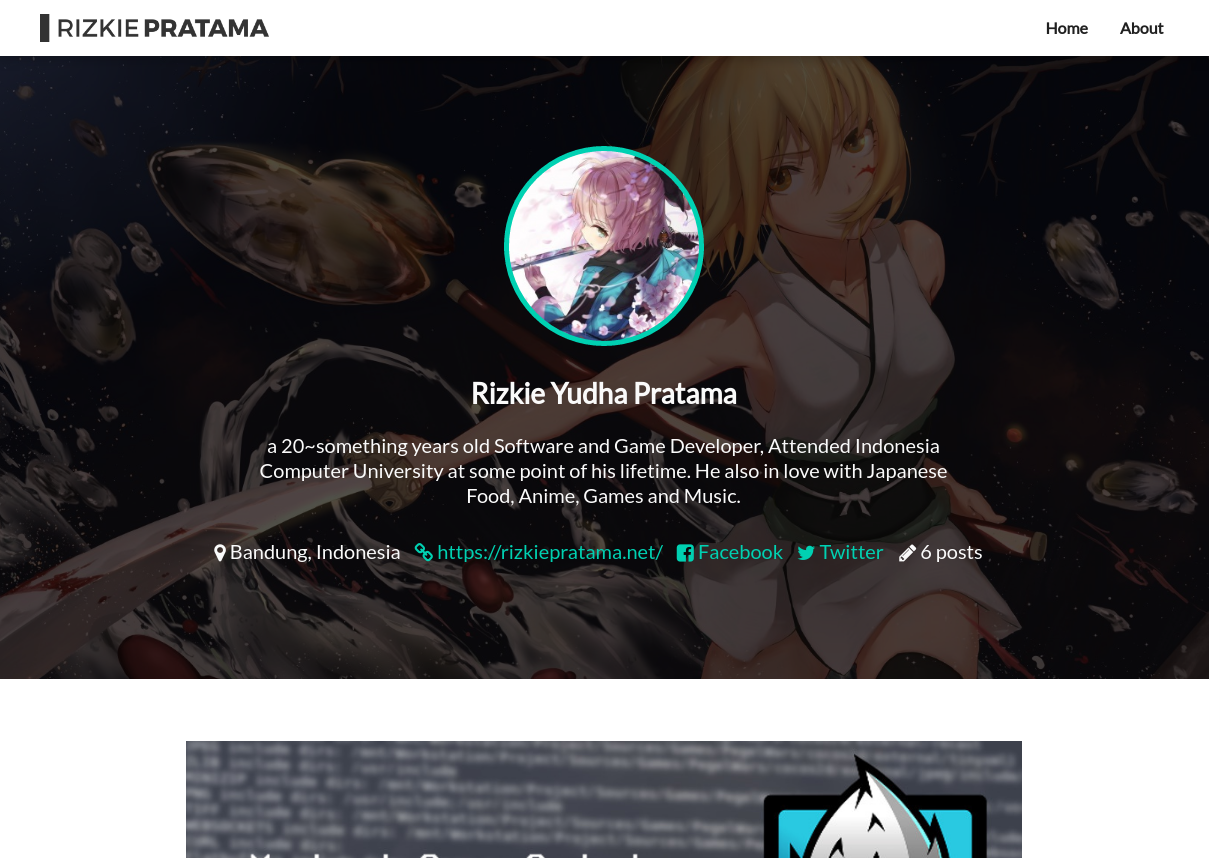 RIZKIE PRATAMA
Home
About
Rizkie Yudha Pratama
a 20~something years old Software and Game Developer, Attended Indonesia
Computer University at some point of his lifetime. He also in love with Japanese
Food, Anime, Games and Music.
Bandung, Indonesia https://rizkiepratama.net/ Facebook Twitter 6 posts